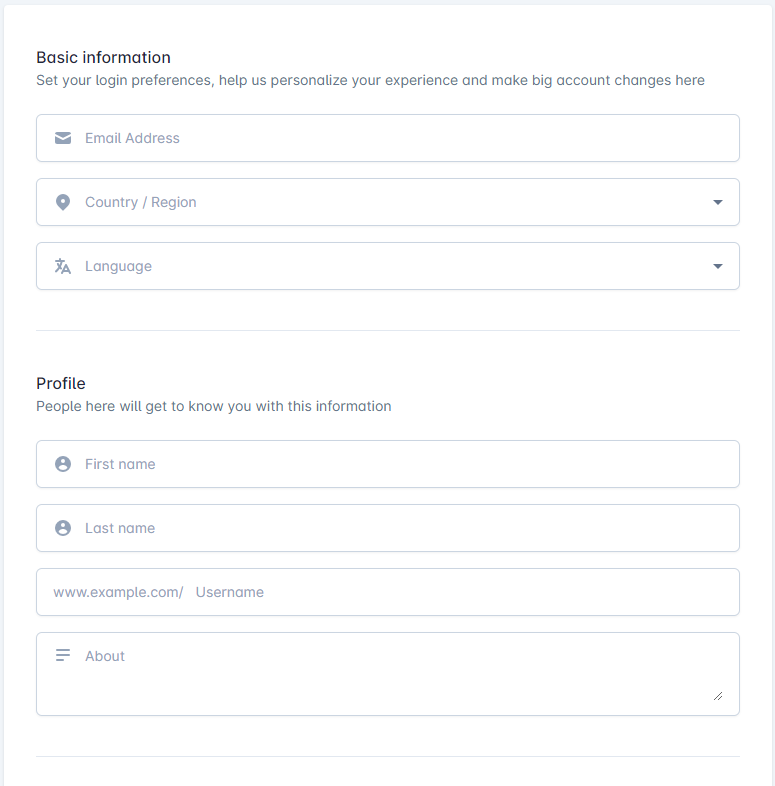 Basic information
Set your login preferences, help us personalize your experience and make big account changes here
Email Address
Country / Region
Language
Profile
People here will get to know you with this information
First name
Last name
www.example.com/ Username
About